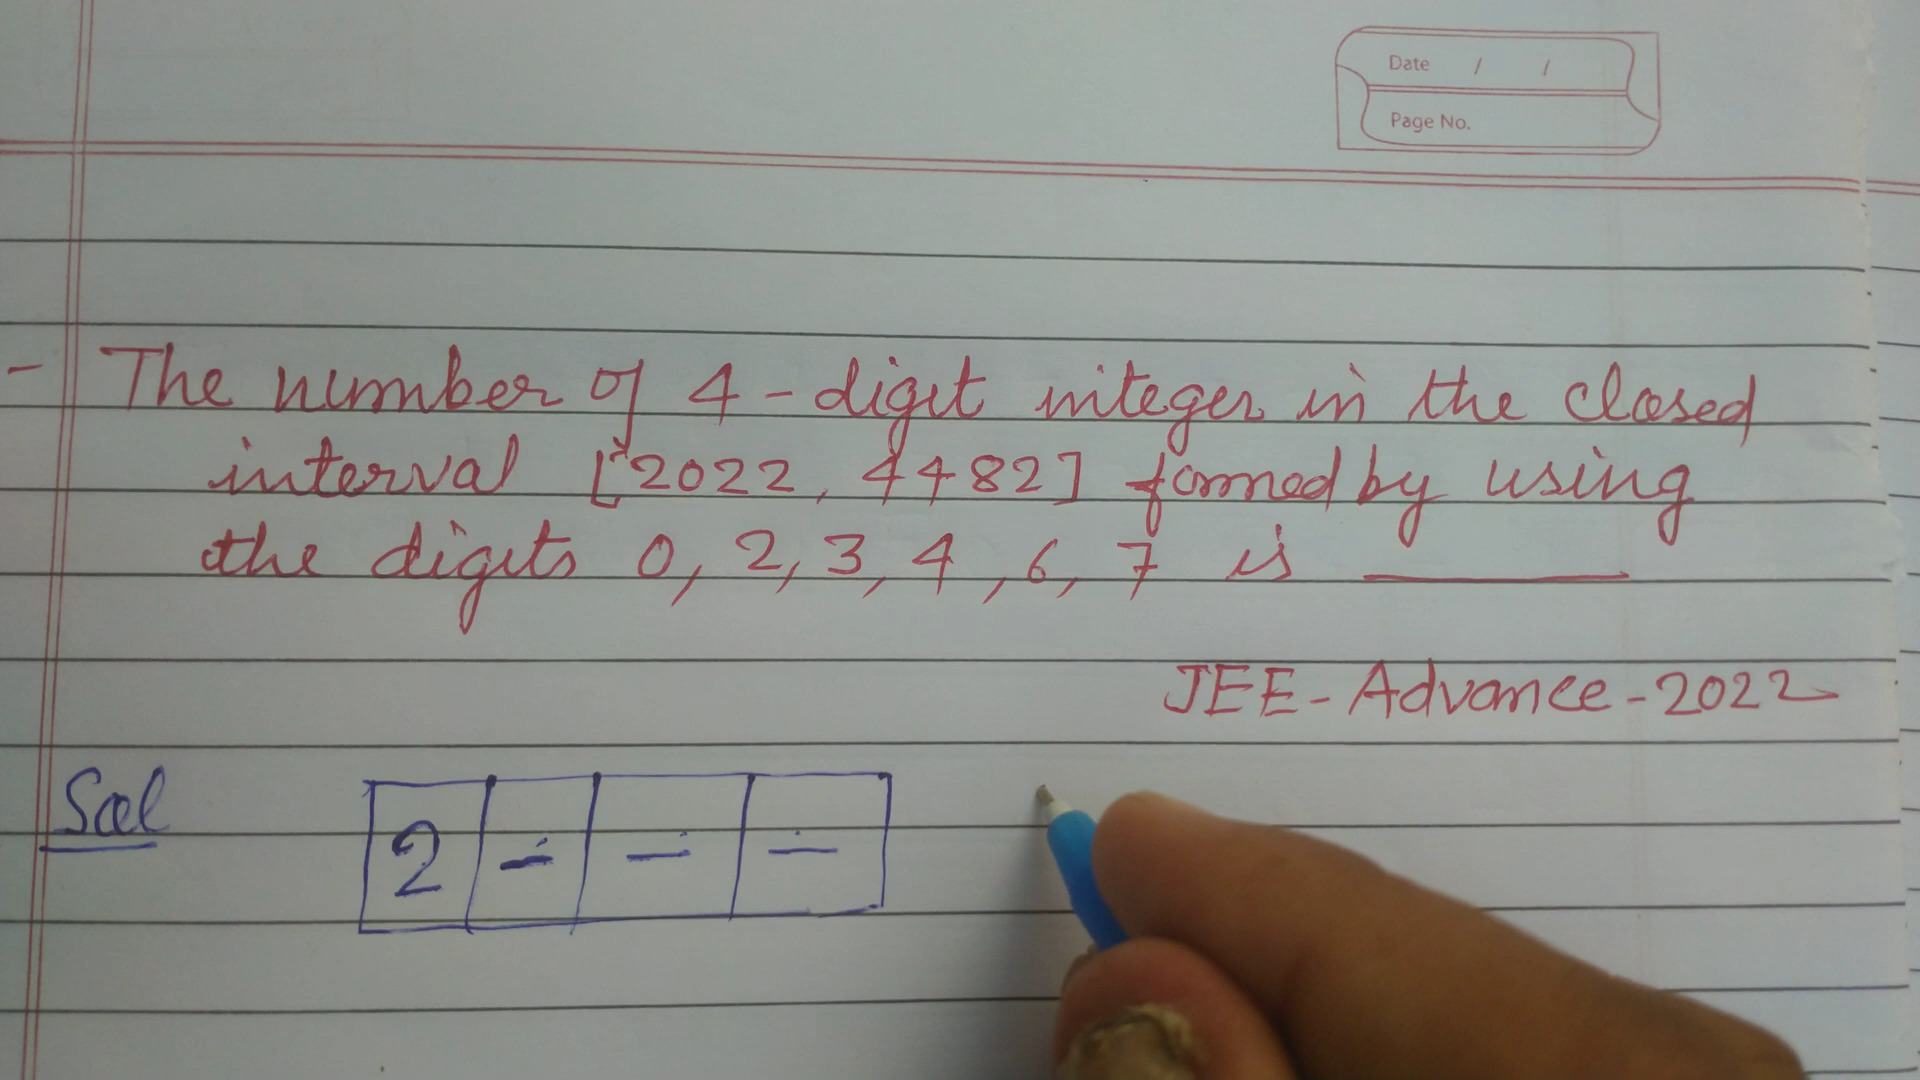 Date / /
Page No.
- The number of 4-digit integer in the closed
interval [2022, 4482] formed by using
the digits 0, 2, 3, 4, 6, 7 is ______
JEE-Advance-2022
Sol
2 - - -